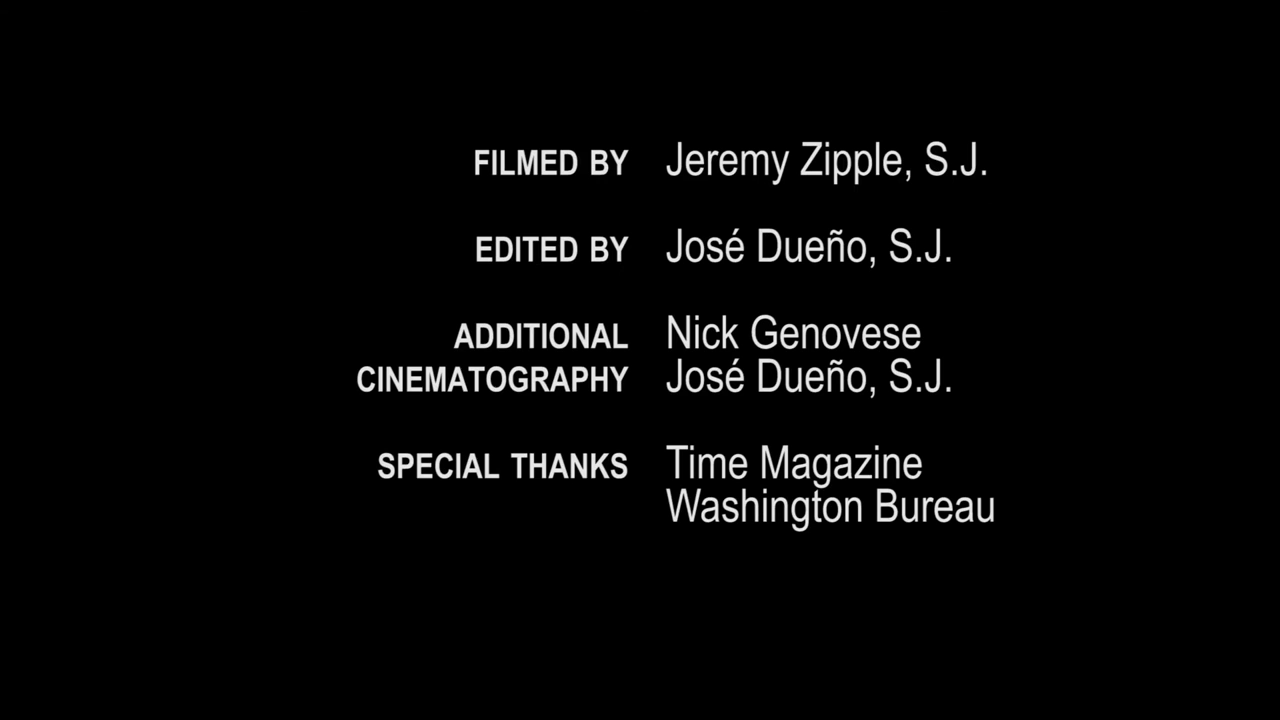 FILMED BY Jeremy Zipple, S.J.
EDITED BY José Dueño, S.J.
ADDITIONAL Nick Genovese
CINEMATOGRAPHY José Dueño, S.J.
SPECIAL THANKS Time Magazine
Washington Bureau